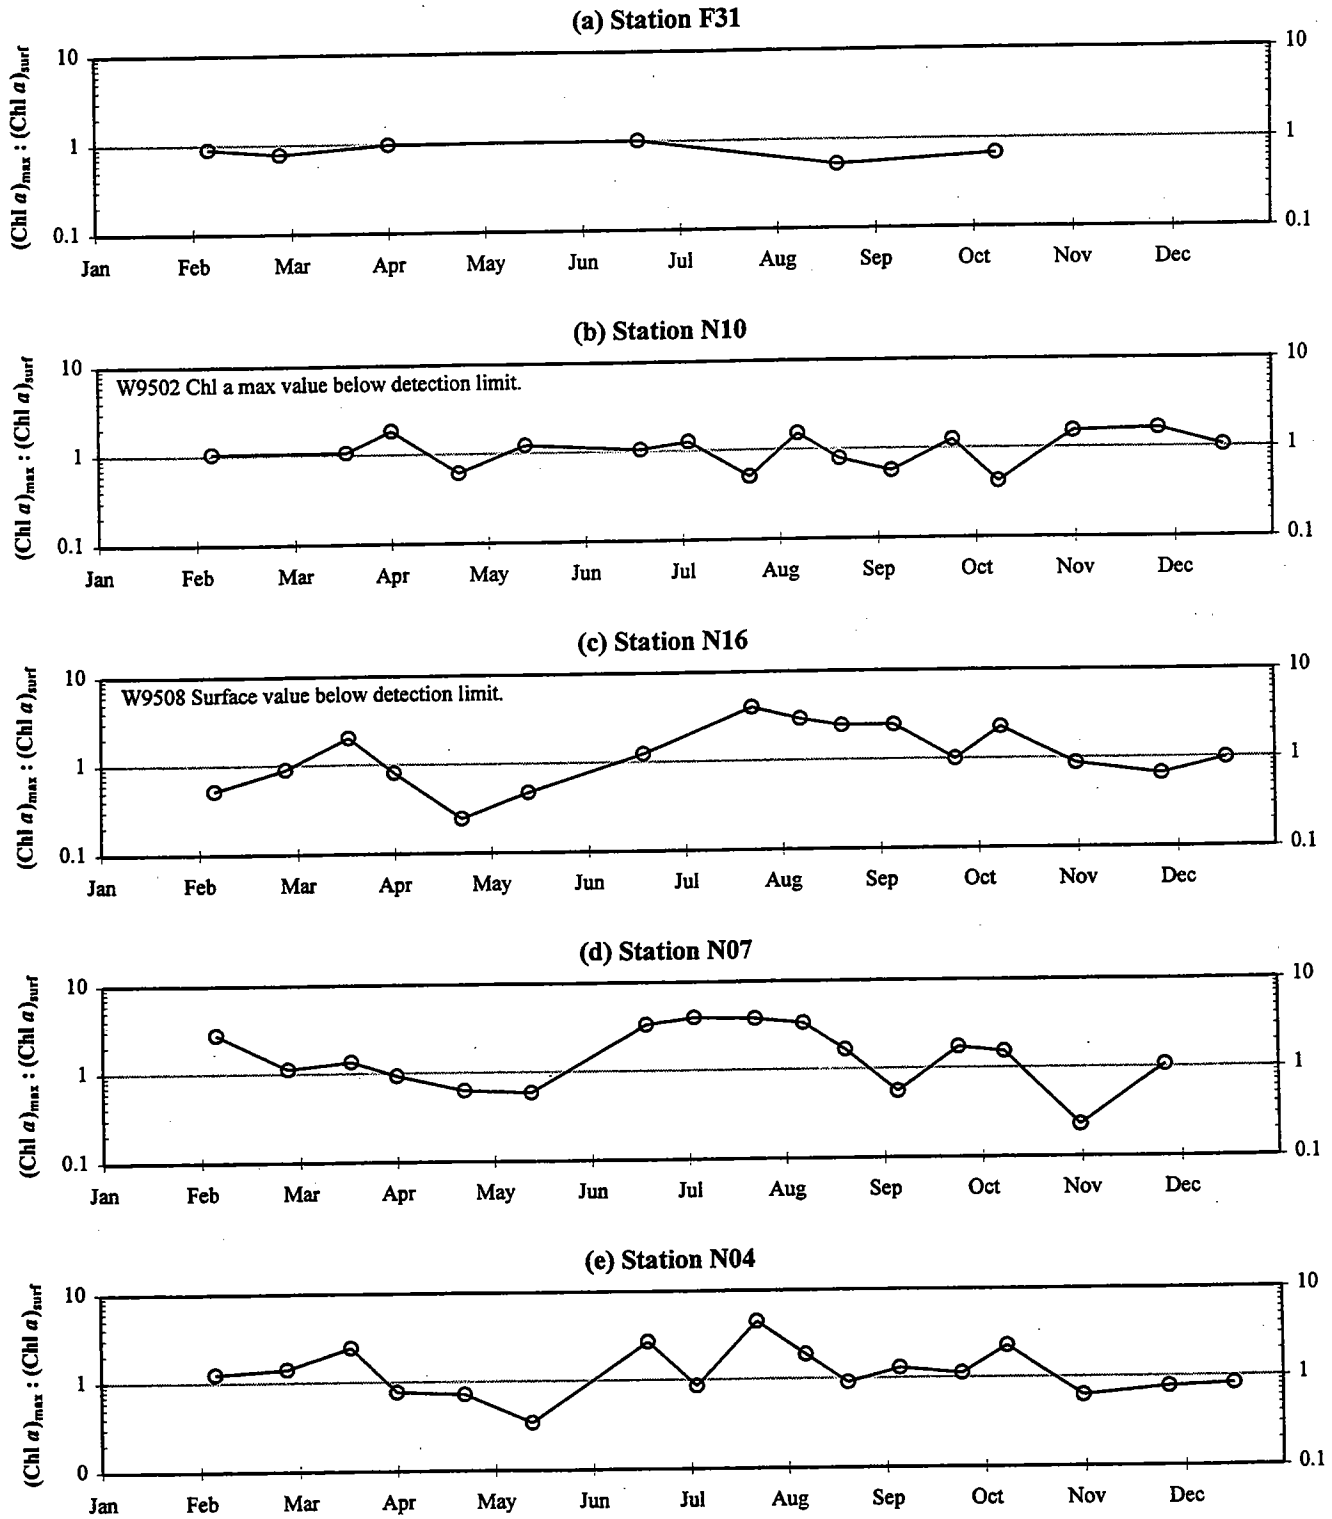 (a) Station F31
((Chl a)max : (Chl a)surf
10 10
1 1
0.1 0.1
Jan Feb Mar Apr May Jun Jul Aug Sep Oct Nov Dec
(b) Station N10
((Chl a)max : (Chl a)surf
10 10
W9502 Chl a max value below detection limit.
1 1
0.1 0.1
Jan Feb Mar Apr May Jun Jul Aug Sep Oct Nov Dec
(c) Station N16
((Chl a)max : (Chl a)surf
10 10
W9508 Surface value below detection limit.
1 1
0.1 0.1
Jan Feb Mar Apr May Jun Jul Aug Sep Oct Nov Dec
(d) Station N07
((Chl a)max : (Chl a)surf
10 10
1 1
0.1 0.1
Jan Feb Mar Apr May Jun Jul Aug Sep Oct Nov Dec
(e) Station N04
((Chl a)max : (Chl a)surf
10 10
1 1
0 0.1
Jan Feb Mar Apr May Jun Jul Aug Sep Oct Nov Dec